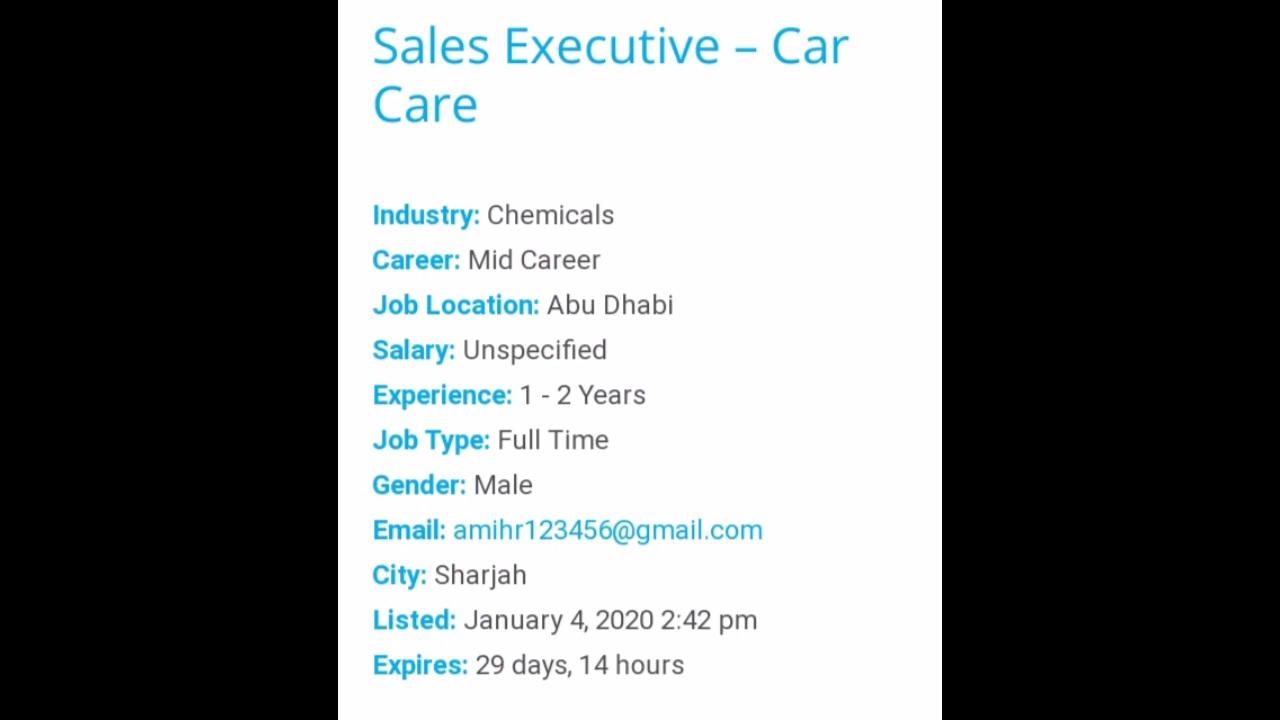 Sales Executive – Car
Care
Industry: Chemicals
Career: Mid Career
Job Location: Abu Dhabi
Salary: Unspecified
Experience: 1 - 2 Years
Job Type: Full Time
Gender: Male
Email: amihr123456@gmail.com
City: Sharjah
Listed: January 4, 2020 2:42 pm
Expires: 29 days, 14 hours